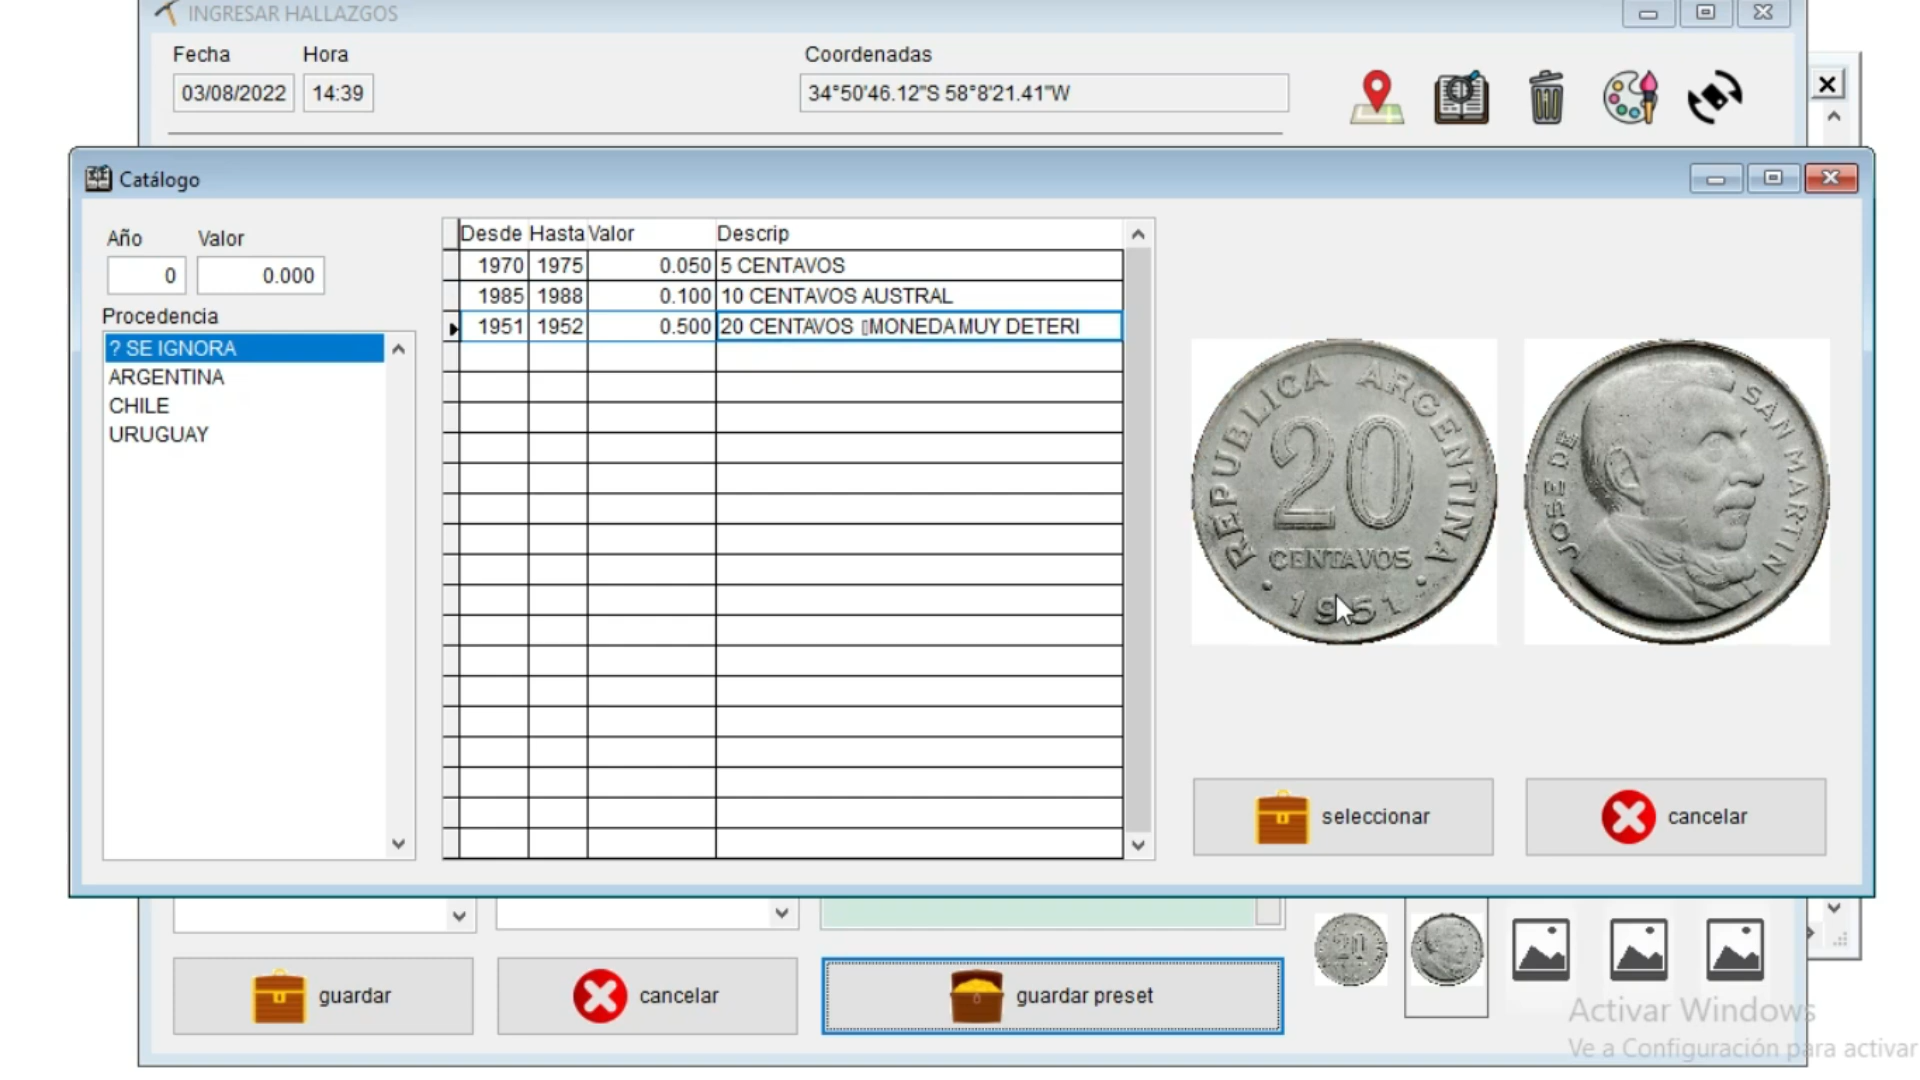 INGRESAR HALLAZGOS
Fecha Hora Coordenadas
03/08/2022 14:39 34°50'46.12"S 58°8'21.41"W
Catálogo
Año Valor
0 0.000
Procedencia
? SE IGNORA
ARGENTINA
CHILE
URUGUAY
Desde Hasta Valor Descrip
1970 1975 0.050 5 CENTAVOS
1985 1988 0.100 10 CENTAVOS AUSTRAL
1951 1952 0.500 20 CENTAVOS ▯MONEDA MUY DETERI
REPUBLICA ARGENTINA
20
CENTAVOS
1951
JOSE DE SAN MARTIN
seleccionar
cancelar
guardar
cancelar
guardar preset
20
Activar Windows
Ve a Configuración para activar